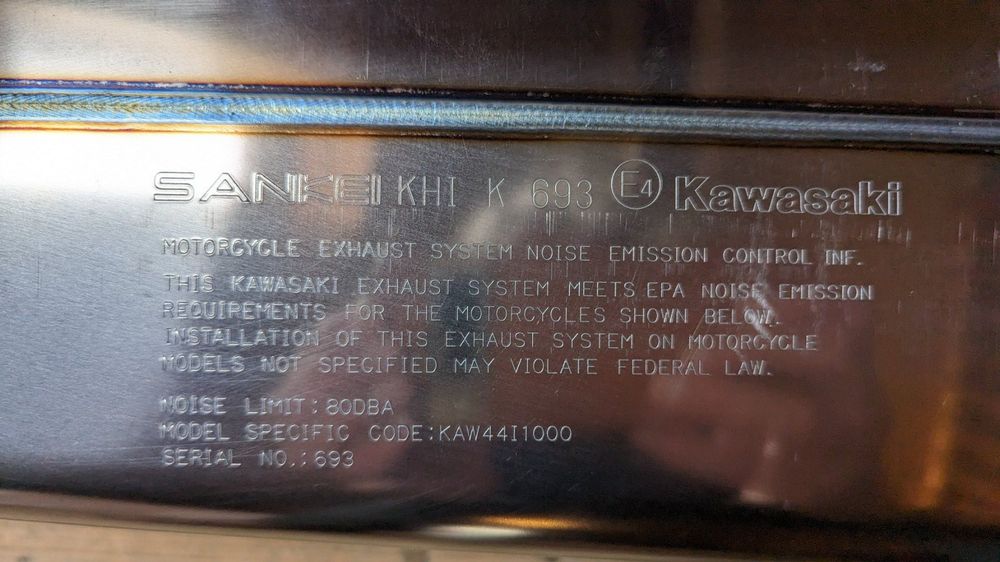 SANKEI KHI K 693 E4 Kawasaki
MOTORCYCLE EXHAUST SYSTEM NOISE EMISSION CONTROL INF.
THIS KAWASAKI EXHAUST SYSTEM MEETS EPA NOISE EMISSION
REQUIREMENTS FOR THE MOTORCYCLES SHOWN BELOW.
INSTALLATION OF THIS EXHAUST SYSTEM ON MOTORCYCLE
MODELS NOT SPECIFIED MAY VIOLATE FEDERAL LAW.
NOISE LIMIT:80DBA
MODEL SPECIFIC CODE:KAW44I1000
SERIAL NO.:693